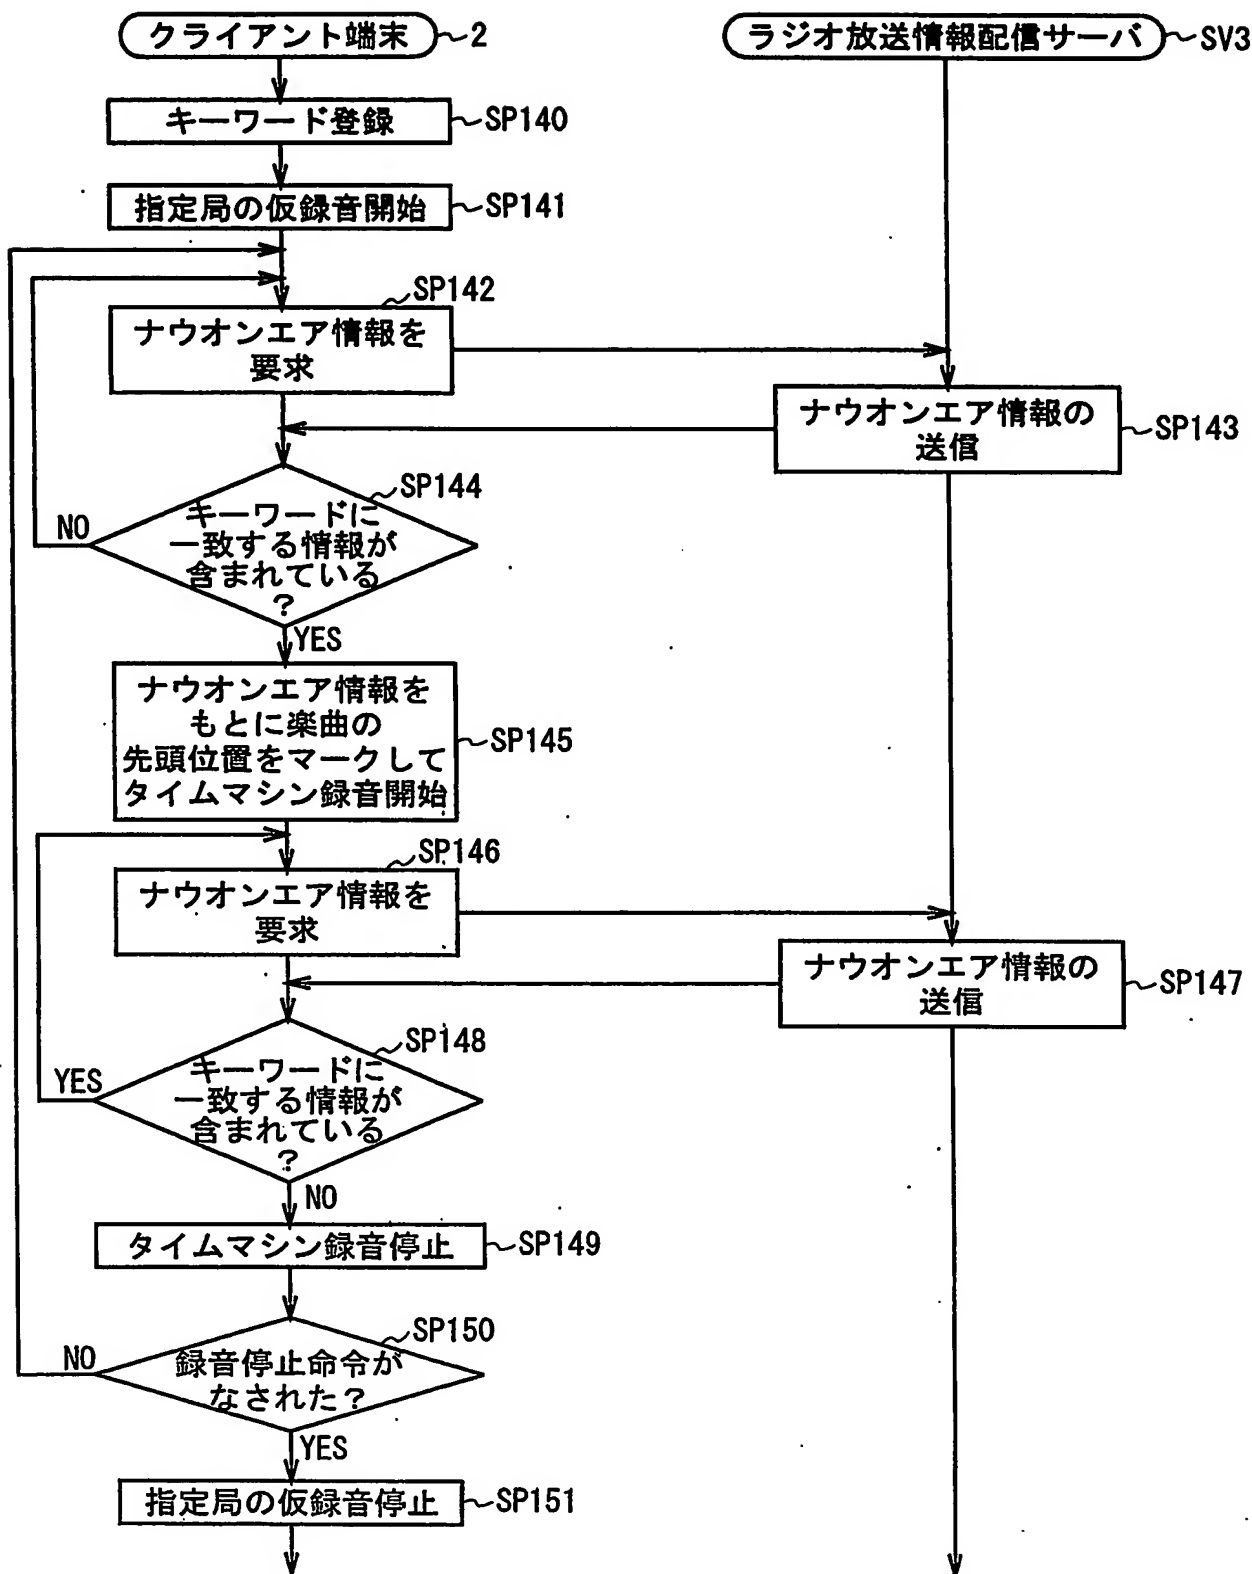 クライアント端末
2
ラジオ放送情報配信サーバ
SV3
キーワード登録
SP140
指定局の仮録音開始
SP141
SP142
ナウオンエア情報を
要求
ナウオンエア情報の
送信
SP143
SP144
キーワードに
一致する情報が
含まれている
?
NO
YES
ナウオンエア情報を
もとに楽曲の
先頭位置をマークして
タイムマシン録音開始
SP145
SP146
ナウオンエア情報を
要求
ナウオンエア情報の
送信
SP147
SP148
キーワードに
一致する情報が
含まれている
?
YES
NO
タイムマシン録音停止
SP149
SP150
録音停止命令が
なされた?
NO
YES
指定局の仮録音停止
SP151